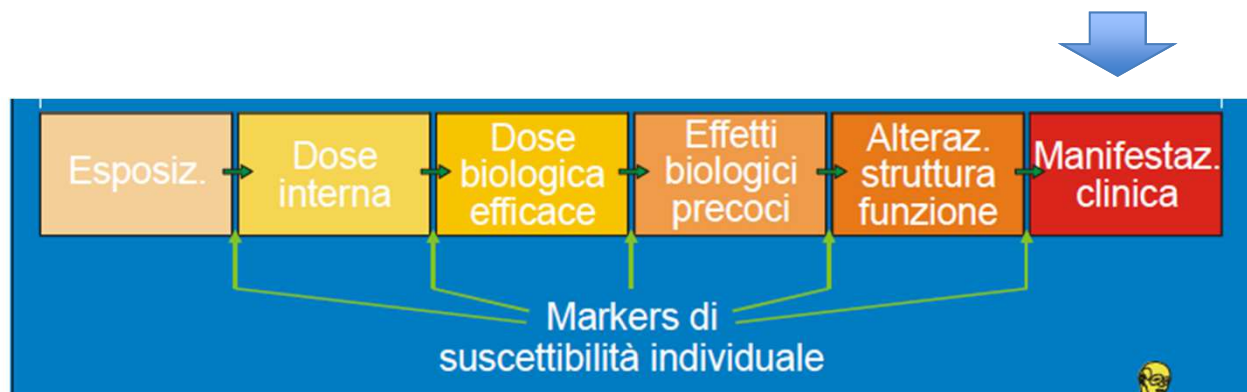 Esposiz.
Dose
interna
Dose
biologica
efficace
Effetti
biologici
precoci
Alteraz.
struttura
funzione
Manifestaz.
clinica
Markers di
suscettibilità individuale